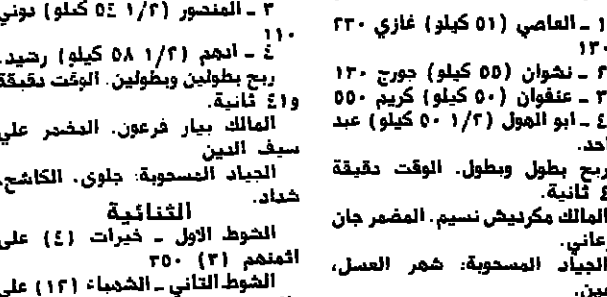 ١ ـ العاصي (٥١ كيلو) غازي ٢٣٠
١٣٠
٢ ـ نشوان (٥٥ كيلو) جورج ١٣٠
٣ ـ عنفوان (٥٠ كيلو) كريم ٥٥٠
٤ ـ ابو الهول (١/٢ ٥٠ كيلو) عبد
احد.
ربح بطول وبطول. الوقت دقيقة
ثانية.
المالك مكرديش نسيم. المضمر جان
الجياد المسحوبة: شهر العسل،
٣ ـ المنصور (١/٢ ٥٤ كيلو) دوني
١١٠
٤ ـ ادهم (١/٢ ٥٨ كيلو) رشيد.
ربح بطولين وبطولين. الوقت دقيقة
و٤١ ثانية.
المالك بيار فرعون. المضمر علي
سيف الدين
الجياد المسحوبة: جلوى. الكاشح.
شداد.
الثنائية
الشوط الاول ـ خيرات (٤) على
اثمنهم (٣) ٣٥٠
الشوط الثاني ـ الشهباء (١٢) على